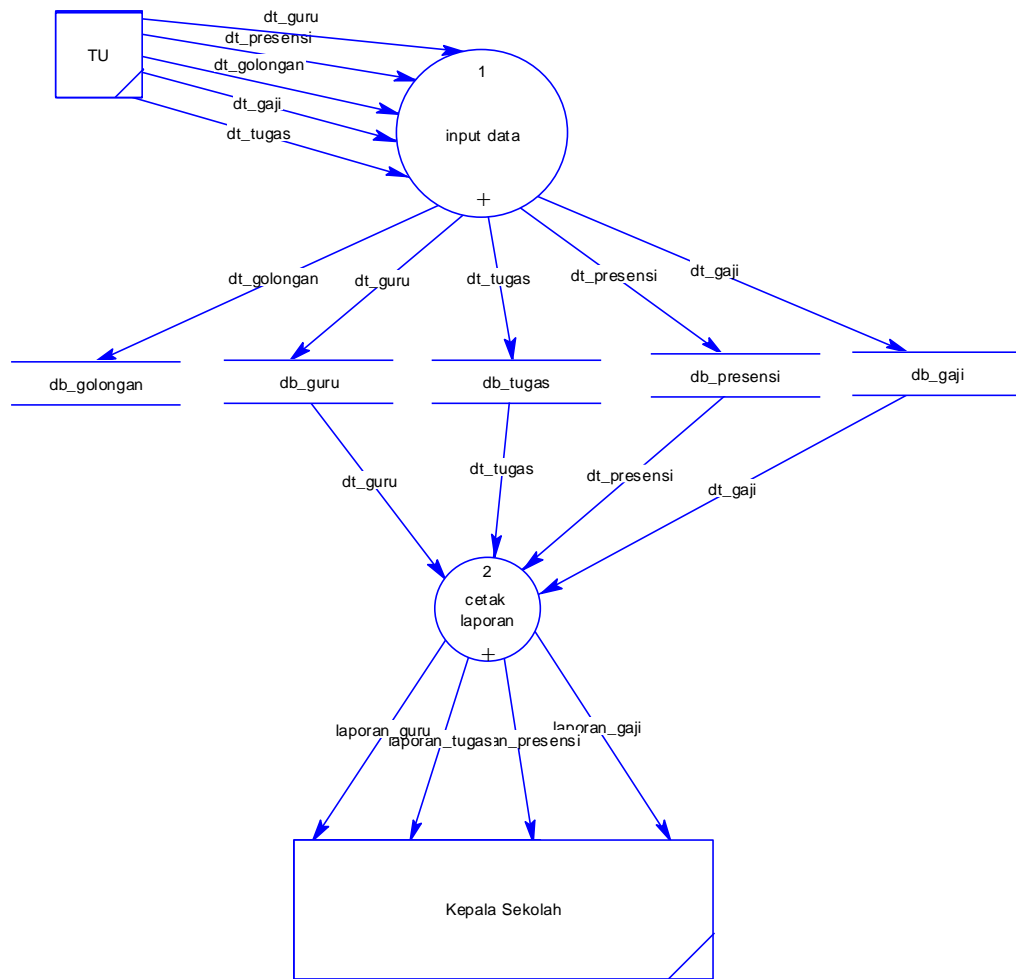 dt_guru
dt_presensi
TU
dt_golongan
dt_gaji
dt_tugas
1
input data
+
dt_golongan
dt_guru
dt_tugas
dt_presensi
dt_gaji
db_golongan
db_guru
db_tugas
db_presensi
db_gaji
dt_guru
dt_tugas
dt_presensi
dt_gaji
2
cetak
laporan
+
laporan_guru
laporan_tugas
an_presensi
laporan_gaji
Kepala Sekolah